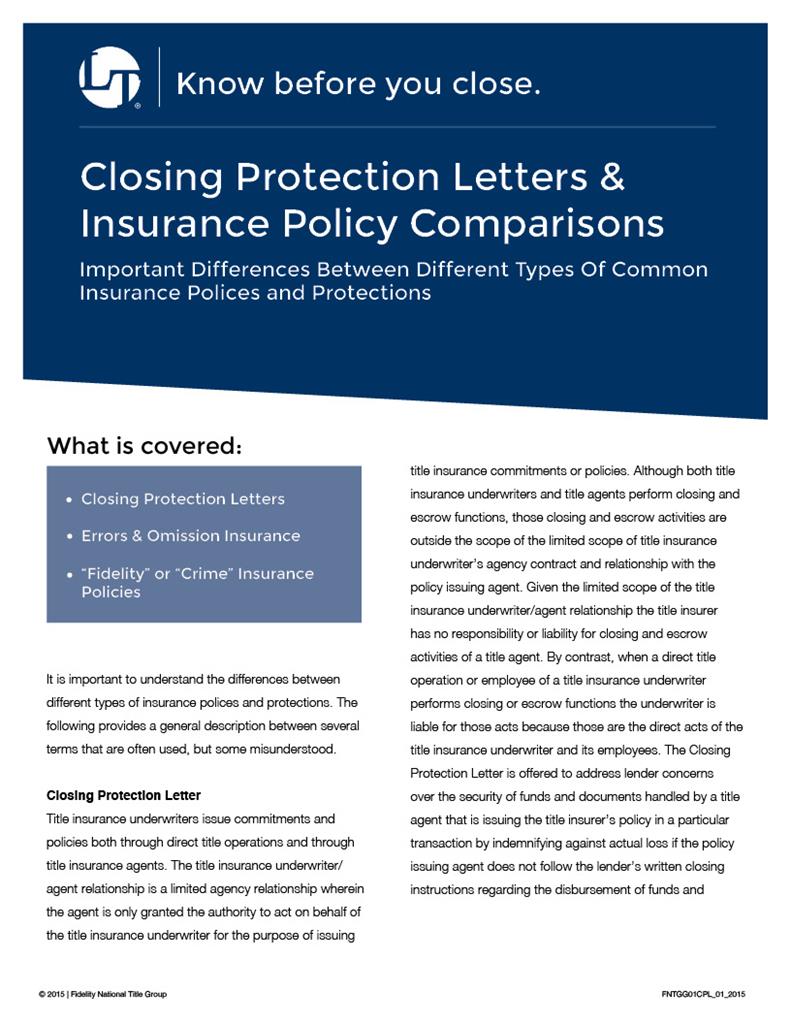 LT
®
Know before you close.
Closing Protection Letters &
Insurance Policy Comparisons
Important Differences Between Different Types Of Common
Insurance Polices and Protections
What is covered:
• Closing Protection Letters
• Errors & Omission Insurance
• “Fidelity” or “Crime” Insurance
Policies
It is important to understand the differences between
different types of insurance polices and protections. The
following provides a general description between several
terms that are often used, but some misunderstood.
Closing Protection Letter
Title insurance underwriters issue commitments and
policies both through direct title operations and through
title insurance agents. The title insurance underwriter/
agent relationship is a limited agency relationship wherein
the agent is only granted the authority to act on behalf of
the title insurance underwriter for the purpose of issuing
title insurance commitments or policies. Although both title
insurance underwriters and title agents perform closing and
escrow functions, those closing and escrow activities are
outside the scope of the limited scope of title insurance
underwriter’s agency contract and relationship with the
policy issuing agent. Given the limited scope of the title
insurance underwriter/agent relationship the title insurer
has no responsibility or liability for closing and escrow
activities of a title agent. By contrast, when a direct title
operation or employee of a title insurance underwriter
performs closing or escrow functions the underwriter is
liable for those acts because those are the direct acts of the
title insurance underwriter and its employees. The Closing
Protection Letter is offered to address lender concerns
over the security of funds and documents handled by a title
agent that is issuing the title insurer’s policy in a particular
transaction by indemnifying against actual loss if the policy
issuing agent does not follow the lender’s written closing
instructions regarding the disbursement of funds and
© 2015 | Fidelity National Title Group
FNTGG01CPL_01_2015